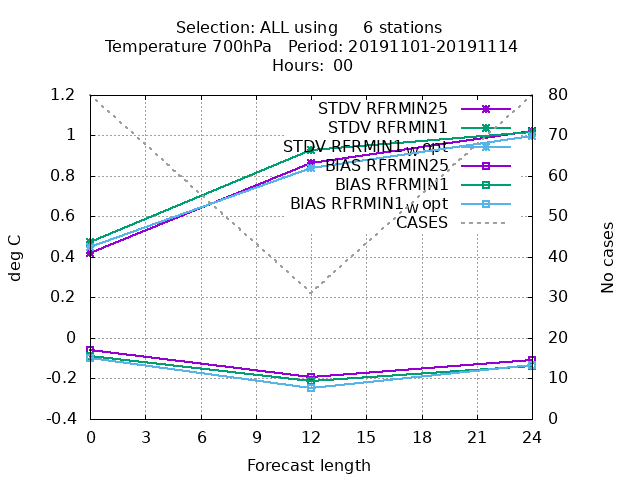 Selection: ALL using     6 stations
Temperature 700hPa   Period: 20191101-20191114
Hours:  00
1.2
1
0.8
0.6
0.4
0.2
0
-0.2
-0.4
deg C
80
70
60
50
40
30
20
10
0
No cases
STDV RFRMIN25
STDV RFRMIN1
STDV RFRMIN1_W opt
BIAS RFRMIN25
BIAS RFRMIN1
BIAS RFRMIN1_W opt
CASES
0 3 6 9 12 15 18 21 24
Forecast length